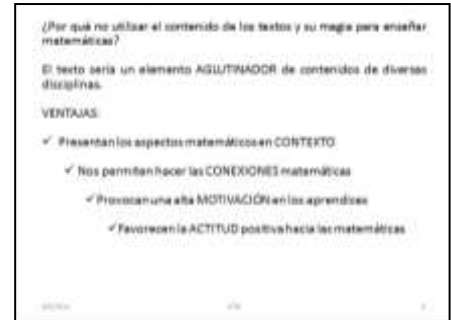 ¿Por qué no utilizar el contenido de los textos y su magia para enseñar
matemáticas?
El texto sería un elemento AGLUTINADOR de contenidos de diversas
disciplinas.
VENTAJAS:
✓ Presentan los aspectos matemáticos en CONTEXTO
✓ Nos permiten hacer las CONEXIONES matemáticas
✓ Provocan una alta MOTIVACIÓN en los aprendices
✓ Favorecen la ACTITUD positiva hacia las matemáticas